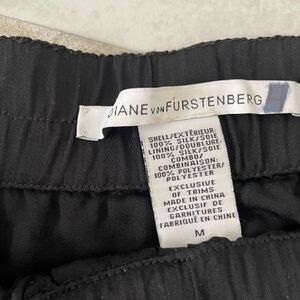 DIANE VON FURSTENBERG
SHELL/EXTÉRIEUR:
100% SILK/SOIE
LINING/DOUBLURE:
100% SILK/SOIE
COMBO/
COMBINAISON:
100% POLYESTER/
POLYESTER
EXCLUSIVE
OF TRIMS
MADE IN CHINA
EXCLUSIF DE
GARNITURES
FABRIQUÉ EN CHINE
M